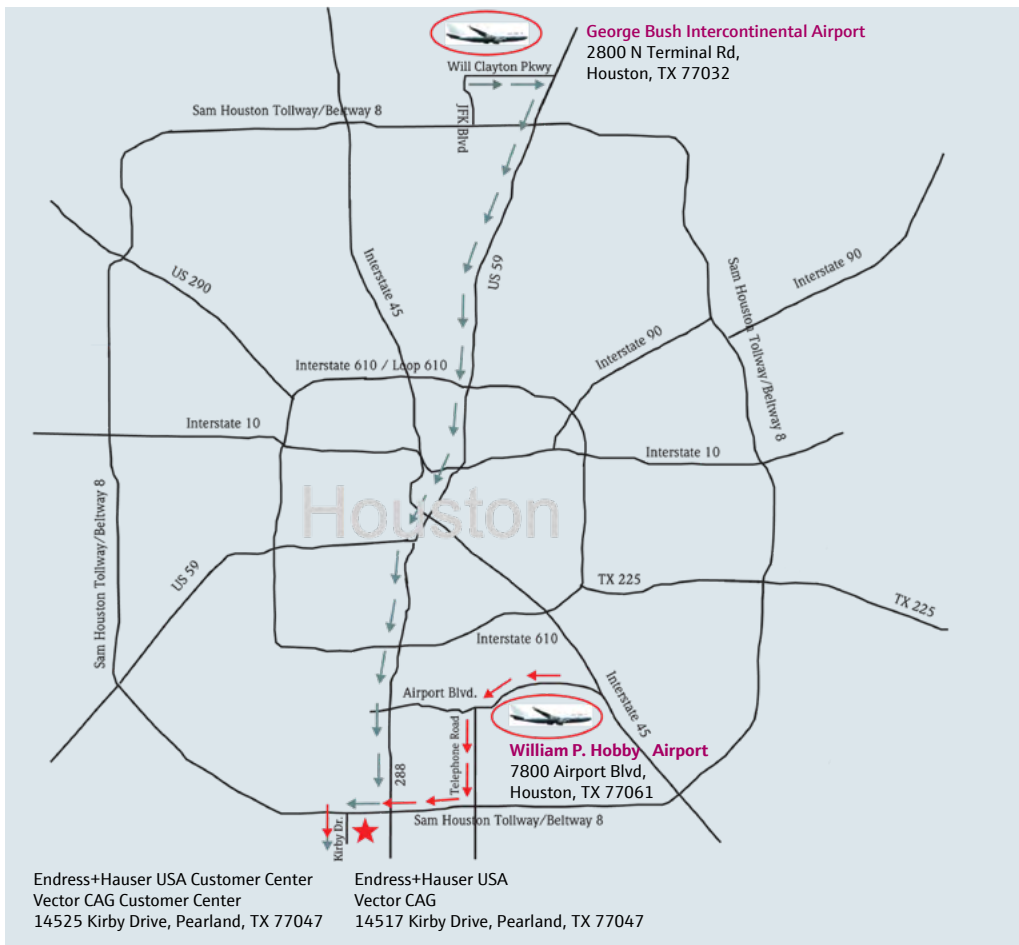 George Bush Intercontinental Airport
2800 N Terminal Rd,
Houston, TX 77032
Will Clayton Pkwy
JFK Blvd
Sam Houston Tollway/Beltway 8
US 290
Interstate 45
US 59
Interstate 90
Sam Houston Tollway/Beltway 8
Interstate 90
Interstate 610 / Loop 610
Interstate 10
Interstate 10
Sam Houston Tollway/Beltway 8
Houston
US 59
TX 225
TX 225
Interstate 610
Interstate 45
Airport Blvd.
Telephone Road
William P. Hobby Airport
7800 Airport Blvd,
Houston, TX 77061
288
Sam Houston Tollway/Beltway 8
Kirby Dr.
Endress+Hauser USA Customer Center
Vector CAG Customer Center
14525 Kirby Drive, Pearland, TX 77047
Endress+Hauser USA
Vector CAG
14517 Kirby Drive, Pearland, TX 77047